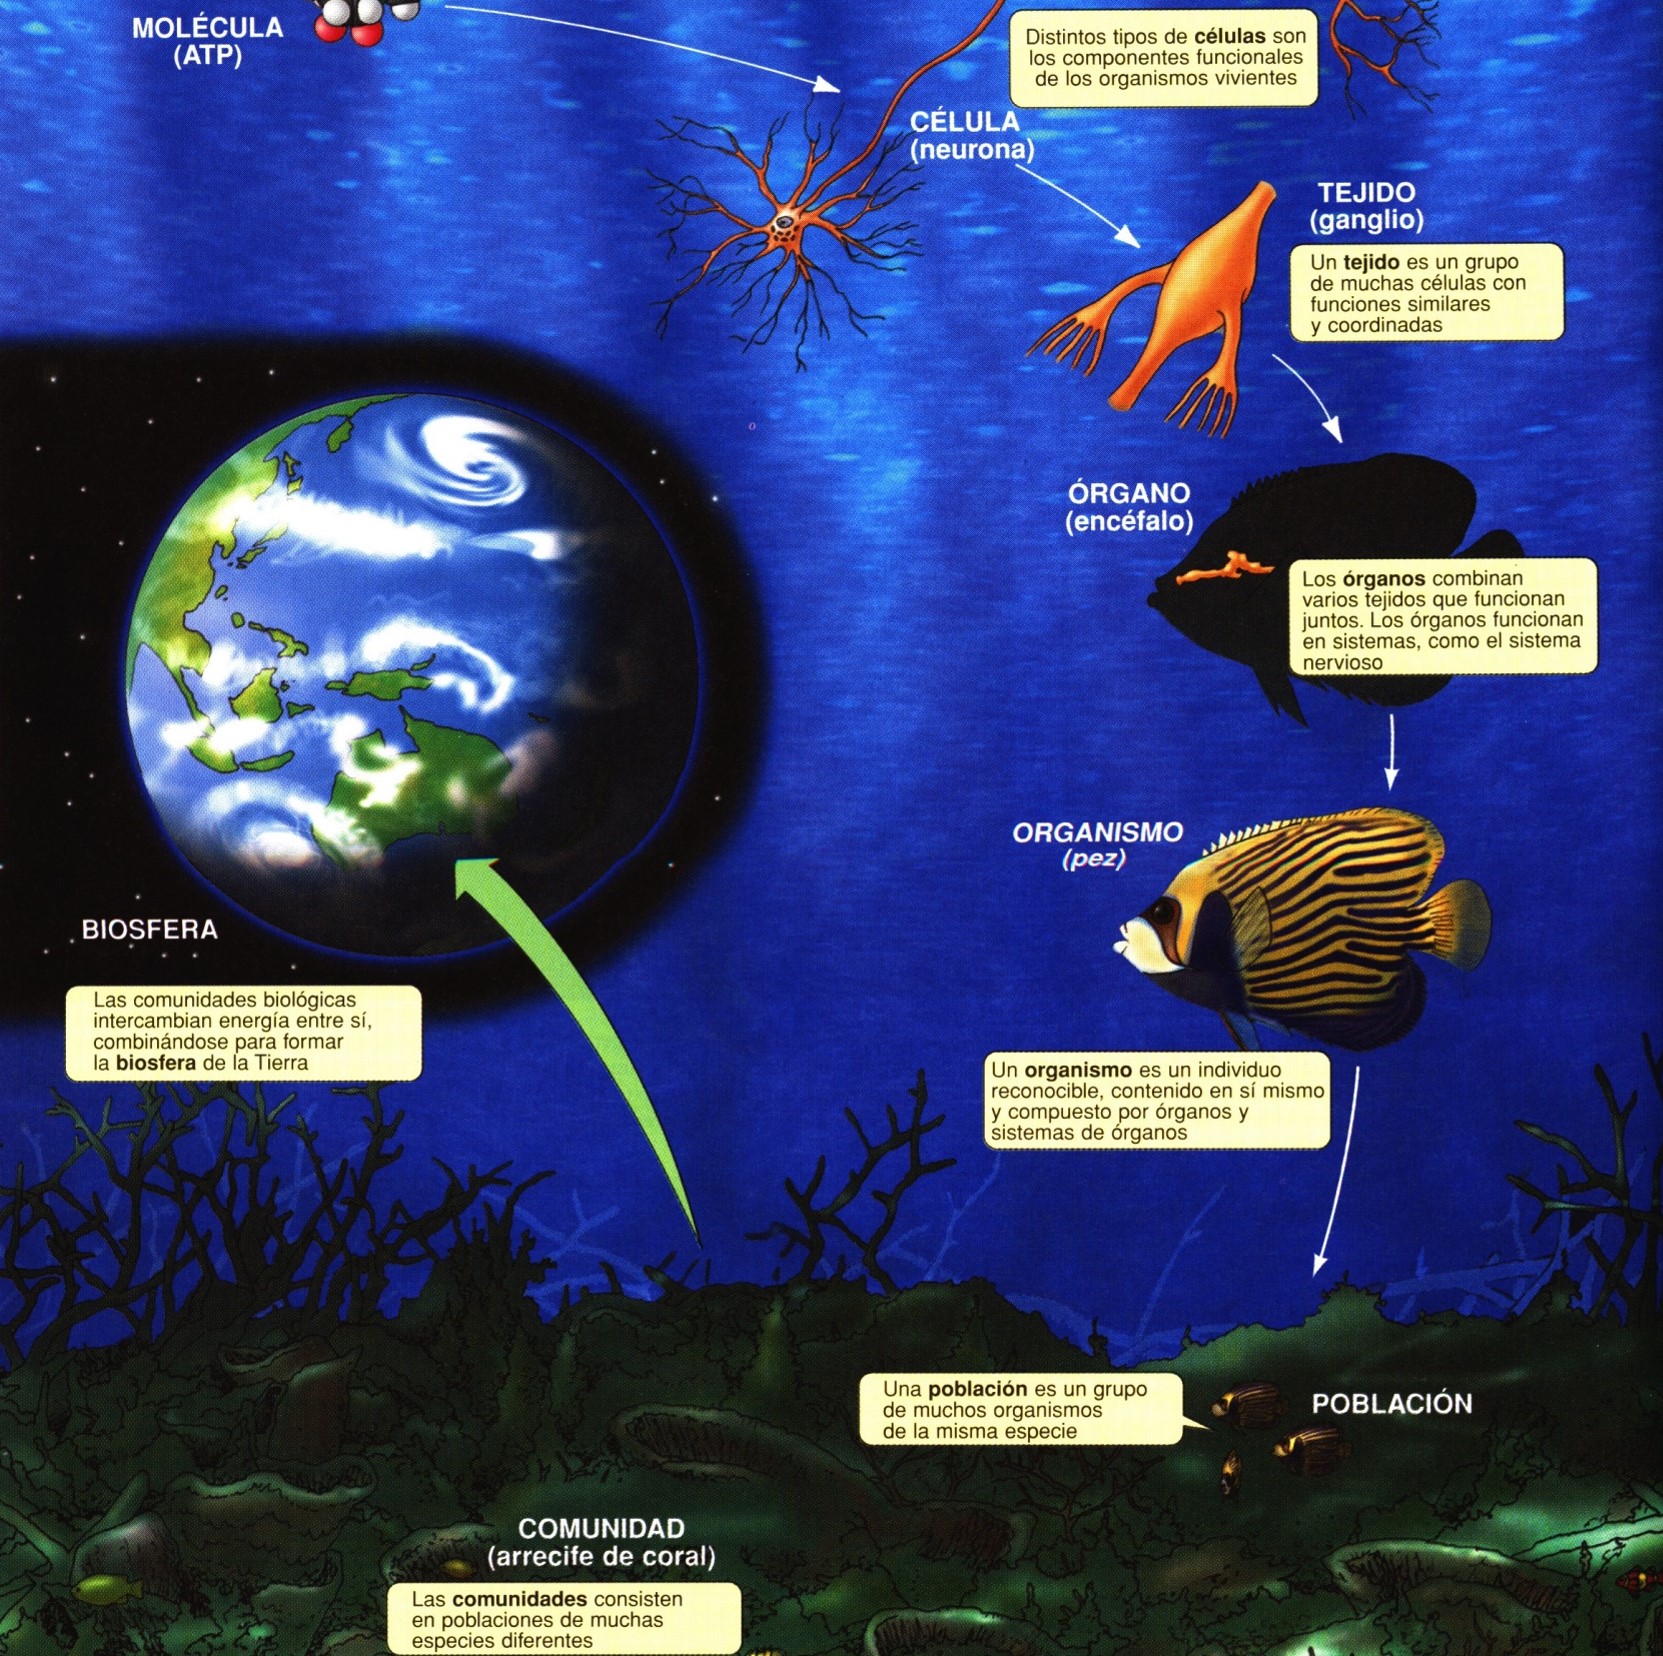 MOLÉCULA
(ATP)
Distintos tipos de células son
los componentes funcionales
de los organismos vivientes
CÉLULA
(neurona)
TEJIDO
(ganglio)
Un tejido es un grupo
de muchas células con
funciones similares
y coordinadas
ÓRGANO
(encéfalo)
Los órganos combinan
varios tejidos que funcionan
juntos. Los órganos funcionan
en sistemas, como el sistema
nervioso
ORGANISMO
(pez)
Un organismo es un individuo
reconocible, contenido en sí mismo
y compuesto por órganos y
sistemas de órganos
BIOSFERA
Las comunidades biológicas
intercambian energía entre sí,
combinándose para formar
la biosfera de la Tierra
Una población es un grupo
de muchos organismos
de la misma especie
POBLACIÓN
COMUNIDAD
(arrecife de coral)
Las comunidades consisten
en poblaciones de muchas
especies diferentes